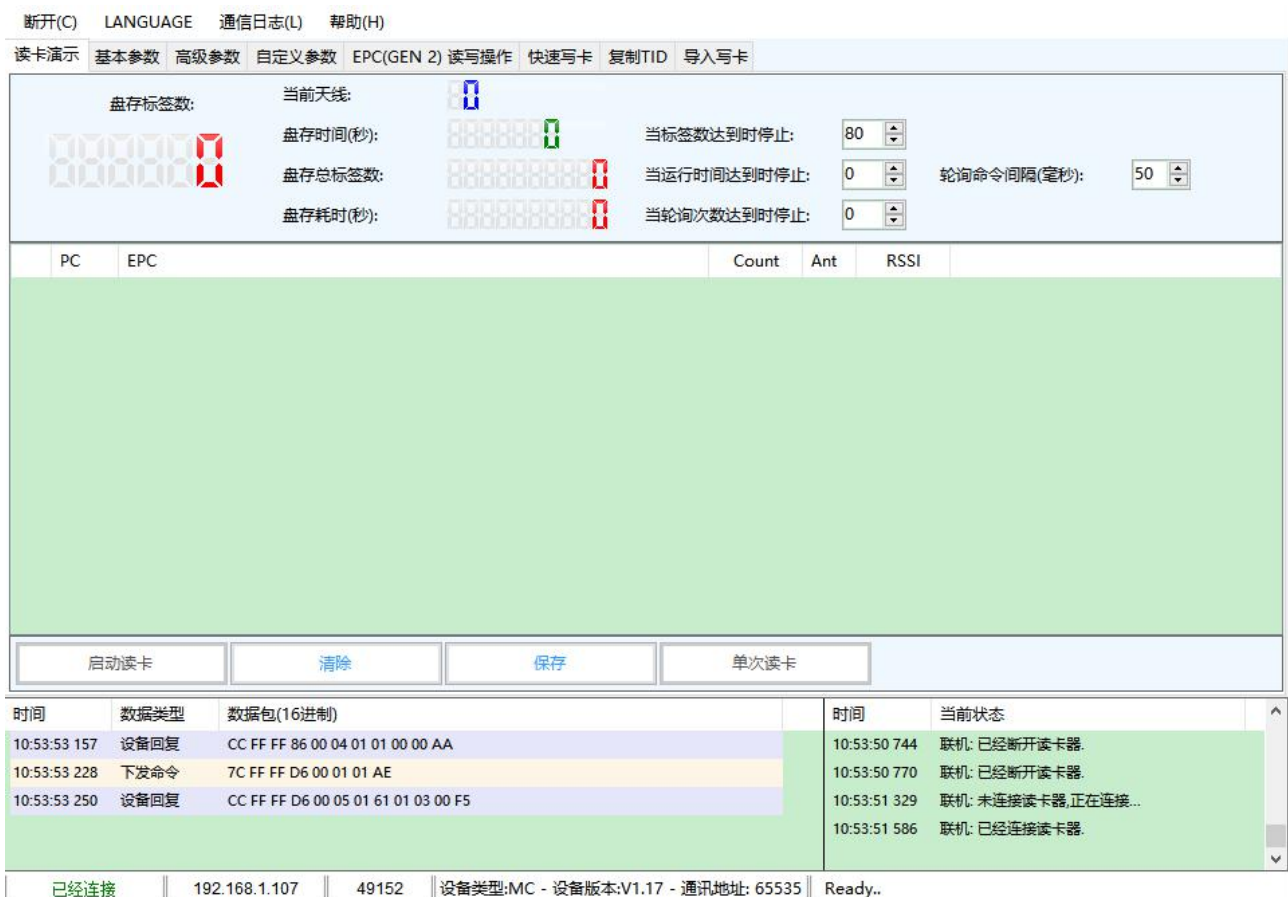 断开(C) LANGUAGE 通信日志(L) 帮助(H)
读卡演示 基本参数 高级参数 自定义参数 EPC(GEN 2) 读写操作 快速写卡 复制TID 导入写卡
盘存标签数: 0
当前天线: 0
盘存时间(秒): 0 当标签数达到时停止: 80
盘存总标签数: 0 当运行时间达到时停止: 0 轮询命令间隔(毫秒): 50
盘存耗时(秒): 0 当轮询次数达到时停止: 0
PC EPC Count Ant RSSI
启动读卡 清除 保存 单次读卡
时间 数据类型 数据包(16进制)
10:53:53 157 设备回复 CC FF FF 86 00 04 01 01 00 00 AA
10:53:53 228 下发命令 7C FF FF D6 00 01 01 AE
10:53:53 250 设备回复 CC FF FF D6 00 05 01 61 01 03 00 F5
时间 当前状态
10:53:50 744 联机: 已经断开读卡器.
10:53:50 770 联机: 已经断开读卡器.
10:53:51 329 联机: 未连接读卡器,正在连接...
10:53:51 586 联机: 已经连接读卡器.
已经连接 192.168.1.107 49152 设备类型:MC - 设备版本:V1.17 - 通讯地址: 65535 Ready..